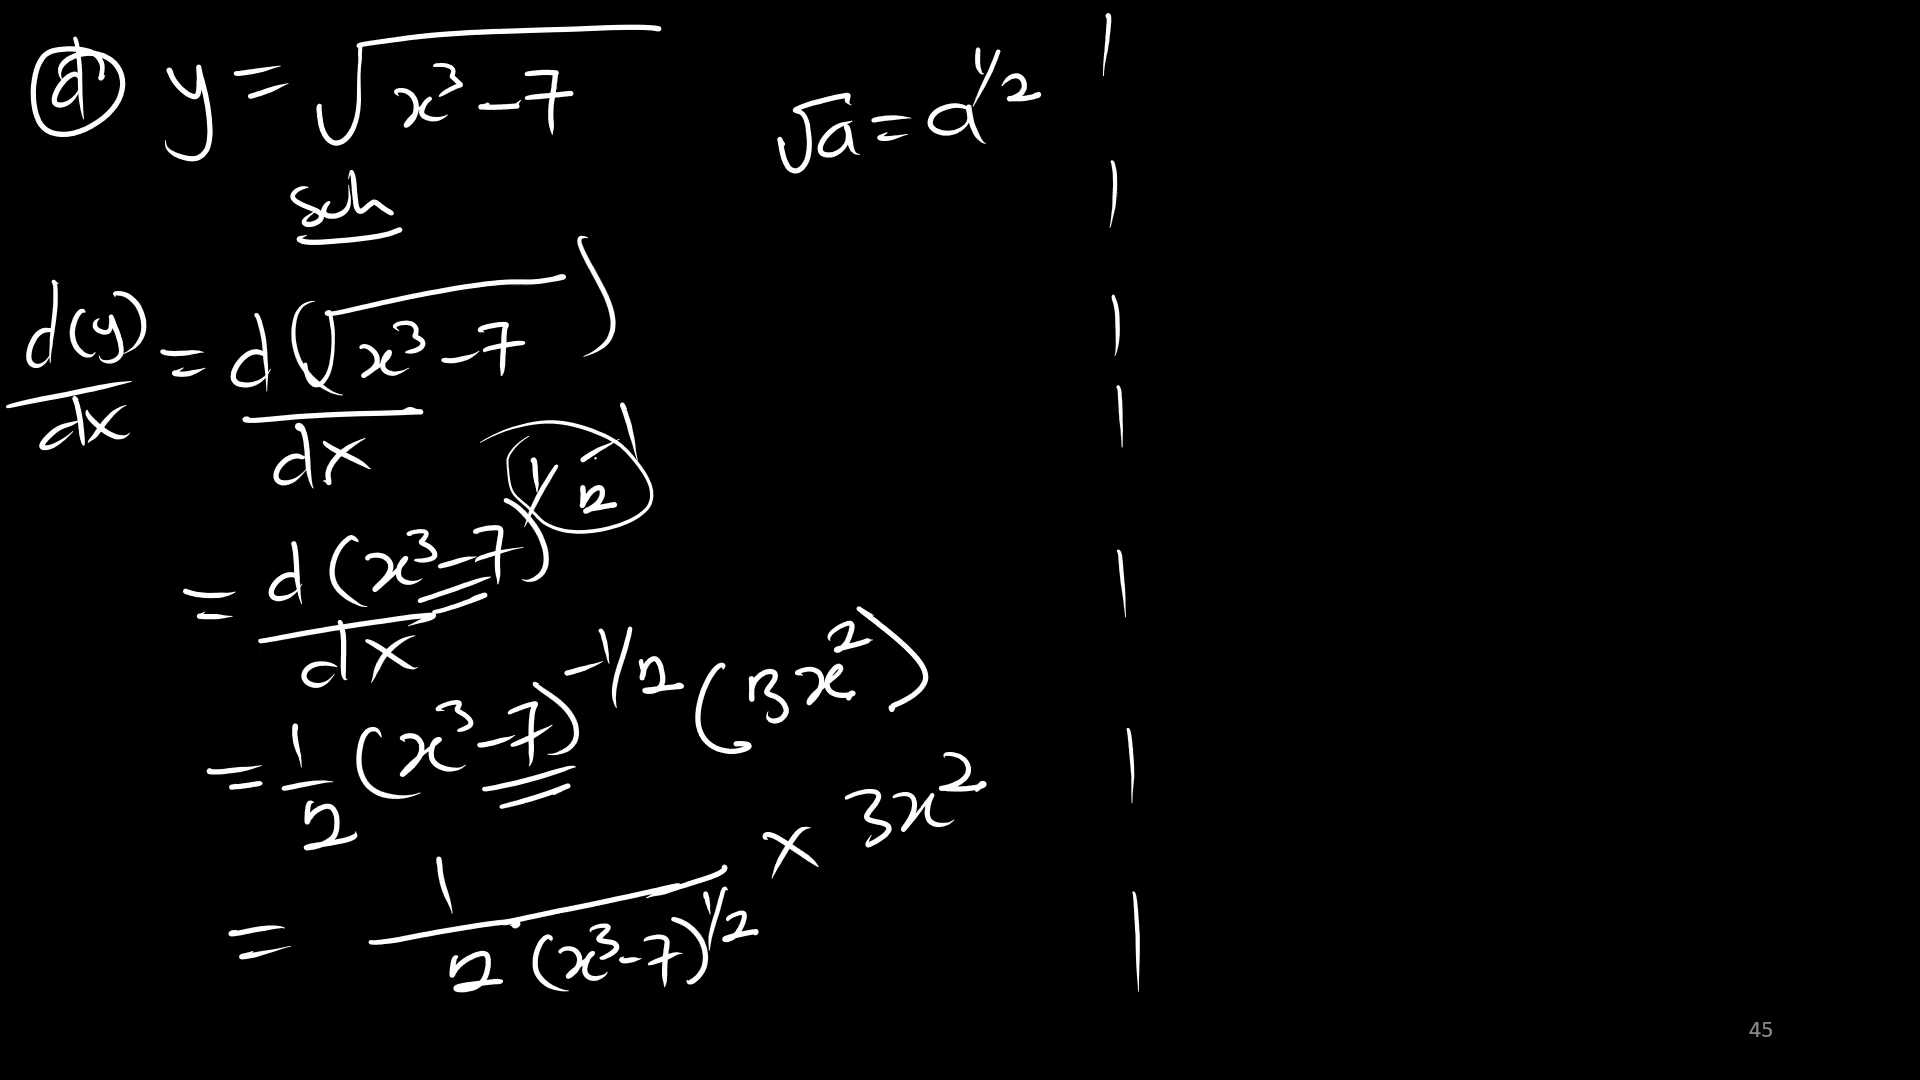 (d) y = √(x³ - 7)
√a = a^1/2
soln
d(y)/dx = d(√(x³ - 7))/dx
= d(x³ - 7)^1/2/dx
= 1/2 (x³ - 7)^-1/2 (3x²)
= 1/2(x³ - 7)^1/2 × 3x²
45